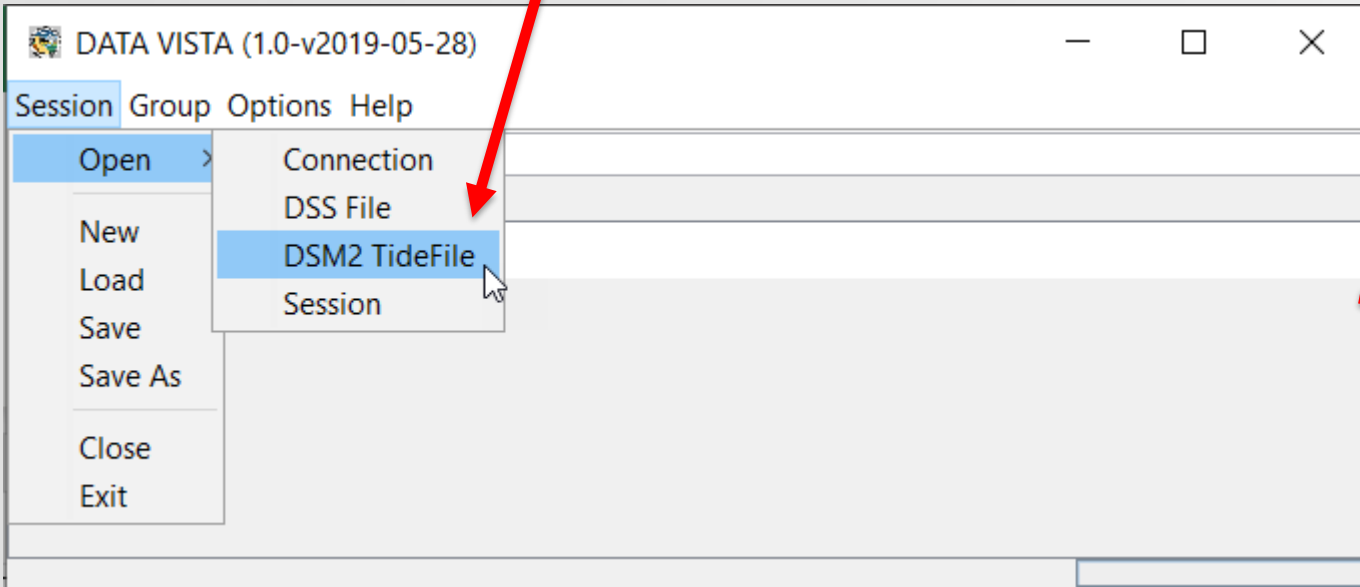 DATA VISTA (1.0-v2019-05-28)
Session Group Options Help
Open
Connection
DSS File
DSM2 TideFile
Session
New
Load
Save
Save As
Close
Exit